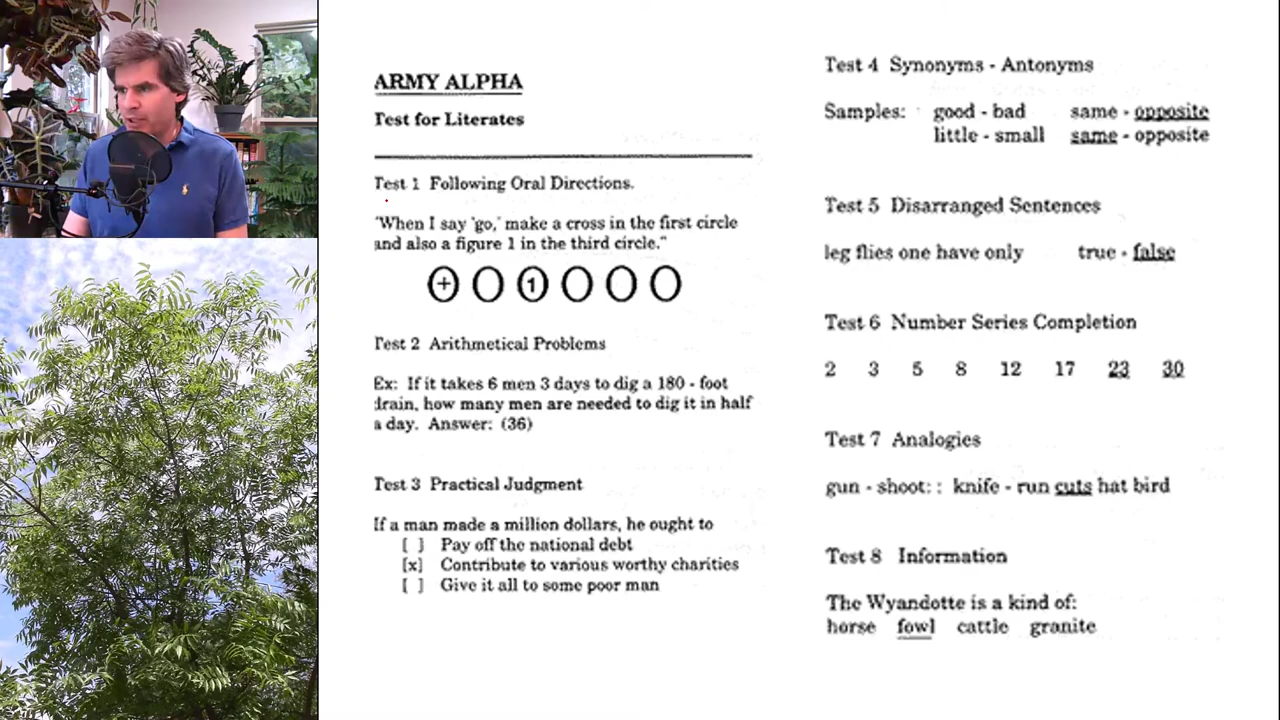 ARMY ALPHA
Test for Literates
Test 1 Following Oral Directions.
"When I say 'go,' make a cross in the first circle
and also a figure 1 in the third circle."
+ 1
Test 2 Arithmetical Problems
Ex: If it takes 6 men 3 days to dig a 180 - foot
drain, how many men are needed to dig it in half
a day. Answer: (36)
Test 3 Practical Judgment
If a man made a million dollars, he ought to
[ ] Pay off the national debt
[x] Contribute to various worthy charities
[ ] Give it all to some poor man
Test 4 Synonyms - Antonyms
Samples: good - bad same - opposite
little - small same - opposite
Test 5 Disarranged Sentences
leg flies one have only true - false
Test 6 Number Series Completion
2 3 5 8 12 17 23 30
Test 7 Analogies
gun - shoot: : knife - run cuts hat bird
Test 8 Information
The Wyandotte is a kind of:
horse fowl cattle granite